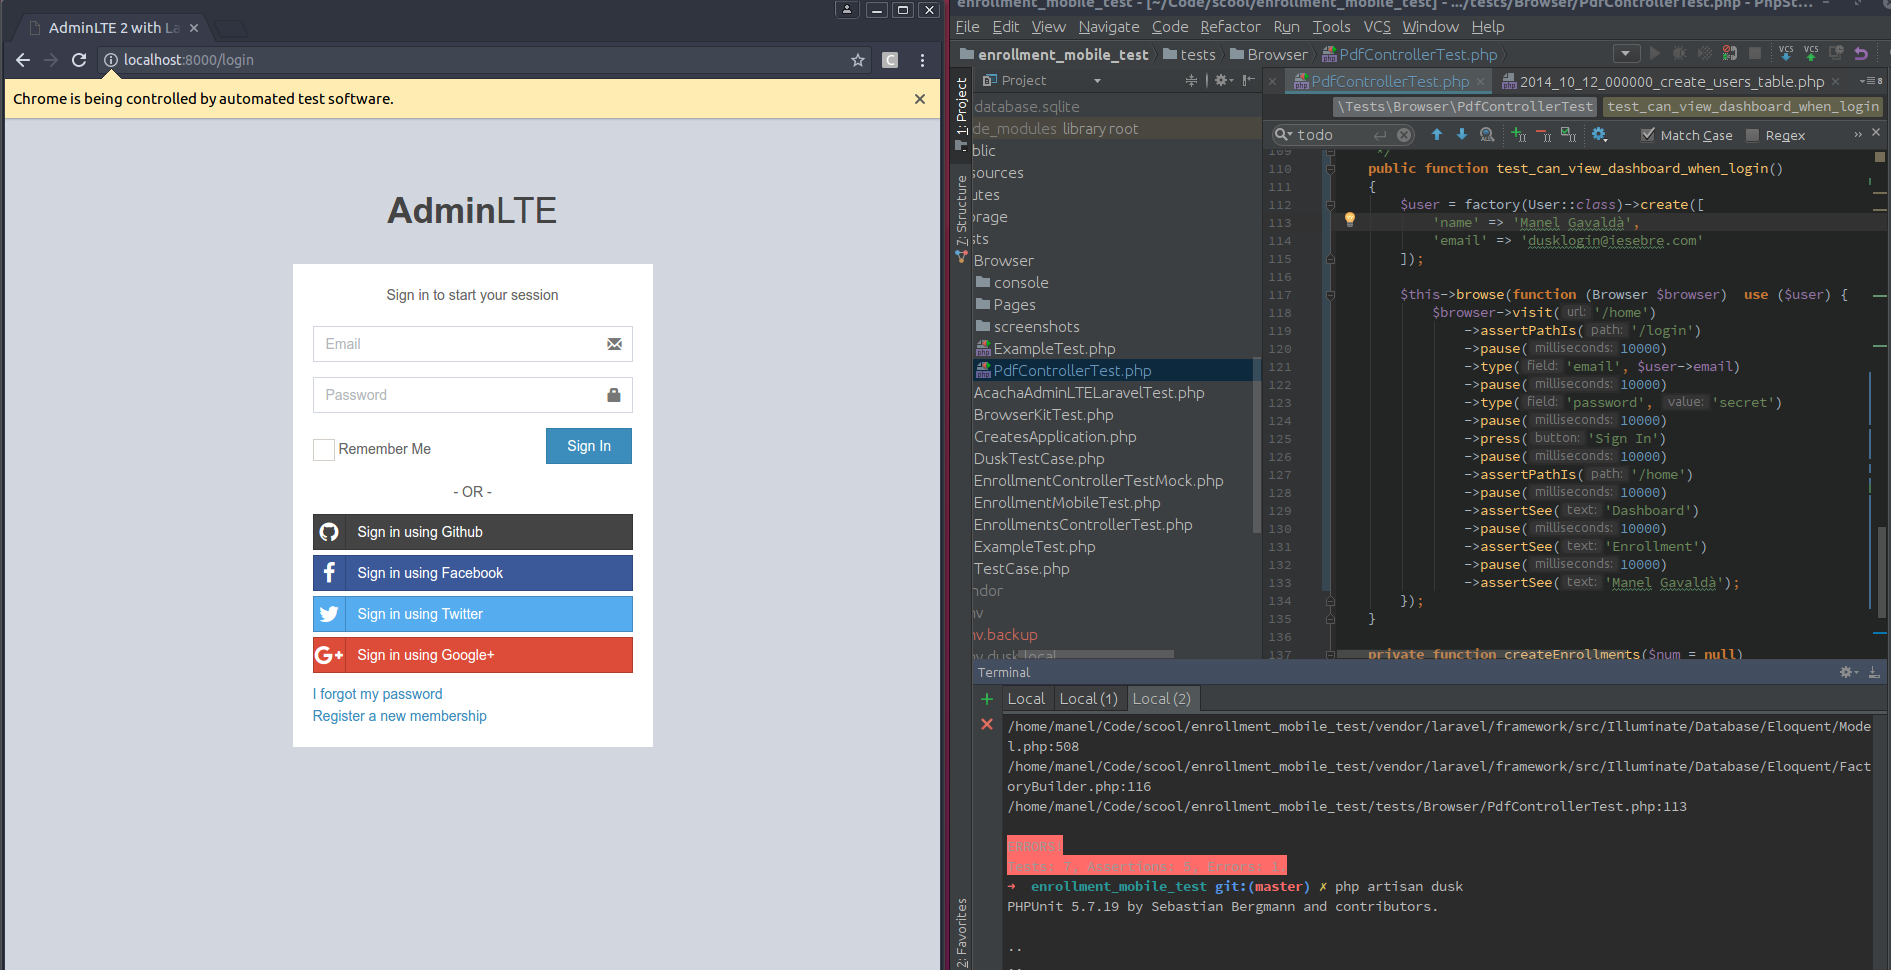 AdminLTE 2 with La
localhost:8000/login
Chrome is being controlled by automated test software.
AdminLTE
Sign in to start your session
Email
Password
Remember Me
Sign In
- OR -
Sign in using Github
Sign in using Facebook
Sign in using Twitter
Sign in using Google+
I forgot my password
Register a new membership
enrollment_mobile_test - [~/Code/scool/enrollment_mobile_test] - .../tests/Browser/PdfControllerTest.php - PhpSt...
File Edit View Navigate Code Refactor Run Tools VCS Window Help
enrollment_mobile_test tests Browser PdfControllerTest.php
VCS VCS
1: Project
7: Structure
2: Favorites
Project
database.sqlite
de_modules library root
blic
sources
utes
orage
sts
Browser
console
Pages
screenshots
ExampleTest.php
PdfControllerTest.php
AcachaAdminLTELaravelTest.php
BrowserKitTest.php
CreatesApplication.php
DuskTestCase.php
EnrollmentControllerTestMock.php
EnrollmentMobileTest.php
EnrollmentsControllerTest.php
ExampleTest.php
TestCase.php
ndor
nv
nv.backup
nv.dusk.local
PdfControllerTest.php 2014_10_12_000000_create_users_table.php
\Tests\Browser\PdfControllerTest test_can_view_dashboard_when_login
todo Match Case Regex
109 */
110 public function test_can_view_dashboard_when_login()
111 {
112 $user = factory(User::class)->create([
113 'name' => 'Manel Gavaldà',
114 'email' => 'dusklogin@iesebre.com'
115 ]);
116
117 $this->browse(function (Browser $browser) use ($user) {
118 $browser->visit( url: '/home')
119 ->assertPathIs( path: '/login')
120 ->pause( milliseconds: 10000)
121 ->type( field: 'email', $user->email)
122 ->pause( milliseconds: 10000)
123 ->type( field: 'password', value: 'secret')
124 ->pause( milliseconds: 10000)
125 ->press( button: 'Sign In')
126 ->pause( milliseconds: 10000)
127 ->assertPathIs( path: '/home')
128 ->pause( milliseconds: 10000)
129 ->assertSee( text: 'Dashboard')
130 ->pause( milliseconds: 10000)
131 ->assertSee( text: 'Enrollment')
132 ->pause( milliseconds: 10000)
133 ->assertSee( text: 'Manel Gavaldà');
134 });
135 }
136
137 private function createEnrollments($num = null)
Terminal
Local Local (1) Local (2)
/home/manel/Code/scool/enrollment_mobile_test/vendor/laravel/framework/src/Illuminate/Database/Eloquent/Mode
l.php:508
/home/manel/Code/scool/enrollment_mobile_test/vendor/laravel/framework/src/Illuminate/Database/Eloquent/Fact
oryBuilder.php:116
/home/manel/Code/scool/enrollment_mobile_test/tests/Browser/PdfControllerTest.php:113
ERRORS!
Tests: 7, Assertions: 5, Errors: 1.
→ enrollment_mobile_test git:(master) ✗ php artisan dusk
PHPUnit 5.7.19 by Sebastian Bergmann and contributors.
..
..